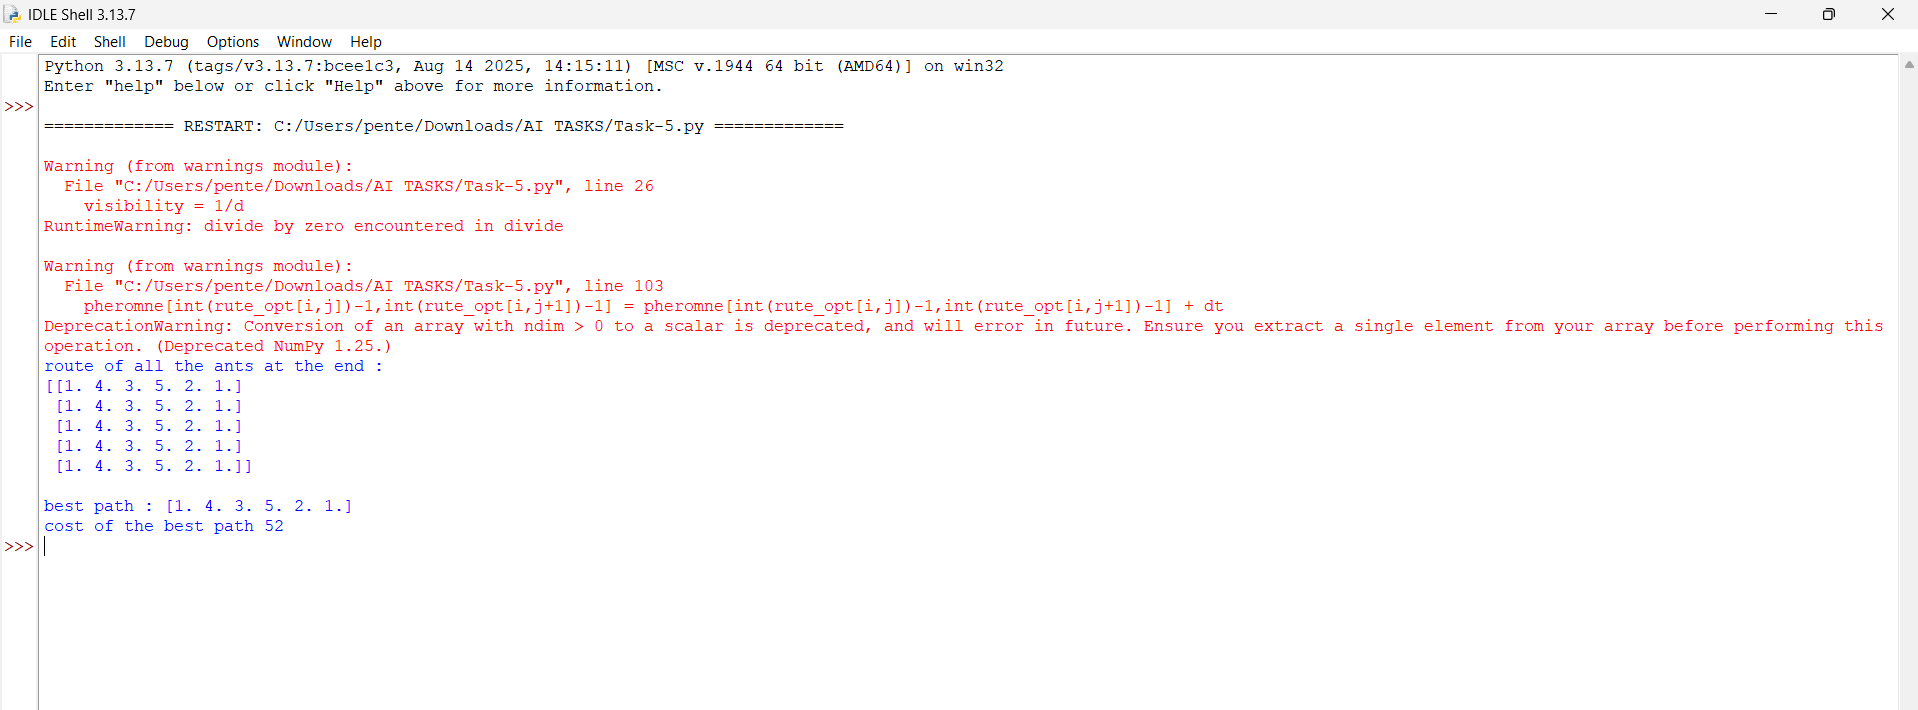 IDLE Shell 3.13.7
File Edit Shell Debug Options Window Help
Python 3.13.7 (tags/v3.13.7:bcee1c3, Aug 14 2025, 14:15:11) [MSC v.1944 64 bit (AMD64)] on win32
Enter "help" below or click "Help" above for more information.
>>>
============= RESTART: C:/Users/pente/Downloads/AI TASKS/Task-5.py =============
Warning (from warnings module):
File "C:/Users/pente/Downloads/AI TASKS/Task-5.py", line 26
visibility = 1/d
RuntimeWarning: divide by zero encountered in divide
Warning (from warnings module):
File "C:/Users/pente/Downloads/AI TASKS/Task-5.py", line 103
pheromne[int(rute_opt[i,j])-1,int(rute_opt[i,j+1])-1] = pheromne[int(rute_opt[i,j])-1,int(rute_opt[i,j+1])-1] + dt
DeprecationWarning: Conversion of an array with ndim > 0 to a scalar is deprecated, and will error in future. Ensure you extract a single element from your array before performing this
operation. (Deprecated NumPy 1.25.)
route of all the ants at the end :
[[1. 4. 3. 5. 2. 1.]
[1. 4. 3. 5. 2. 1.]
[1. 4. 3. 5. 2. 1.]
[1. 4. 3. 5. 2. 1.]
[1. 4. 3. 5. 2. 1.]]
best path : [1. 4. 3. 5. 2. 1.]
cost of the best path 52
>>>